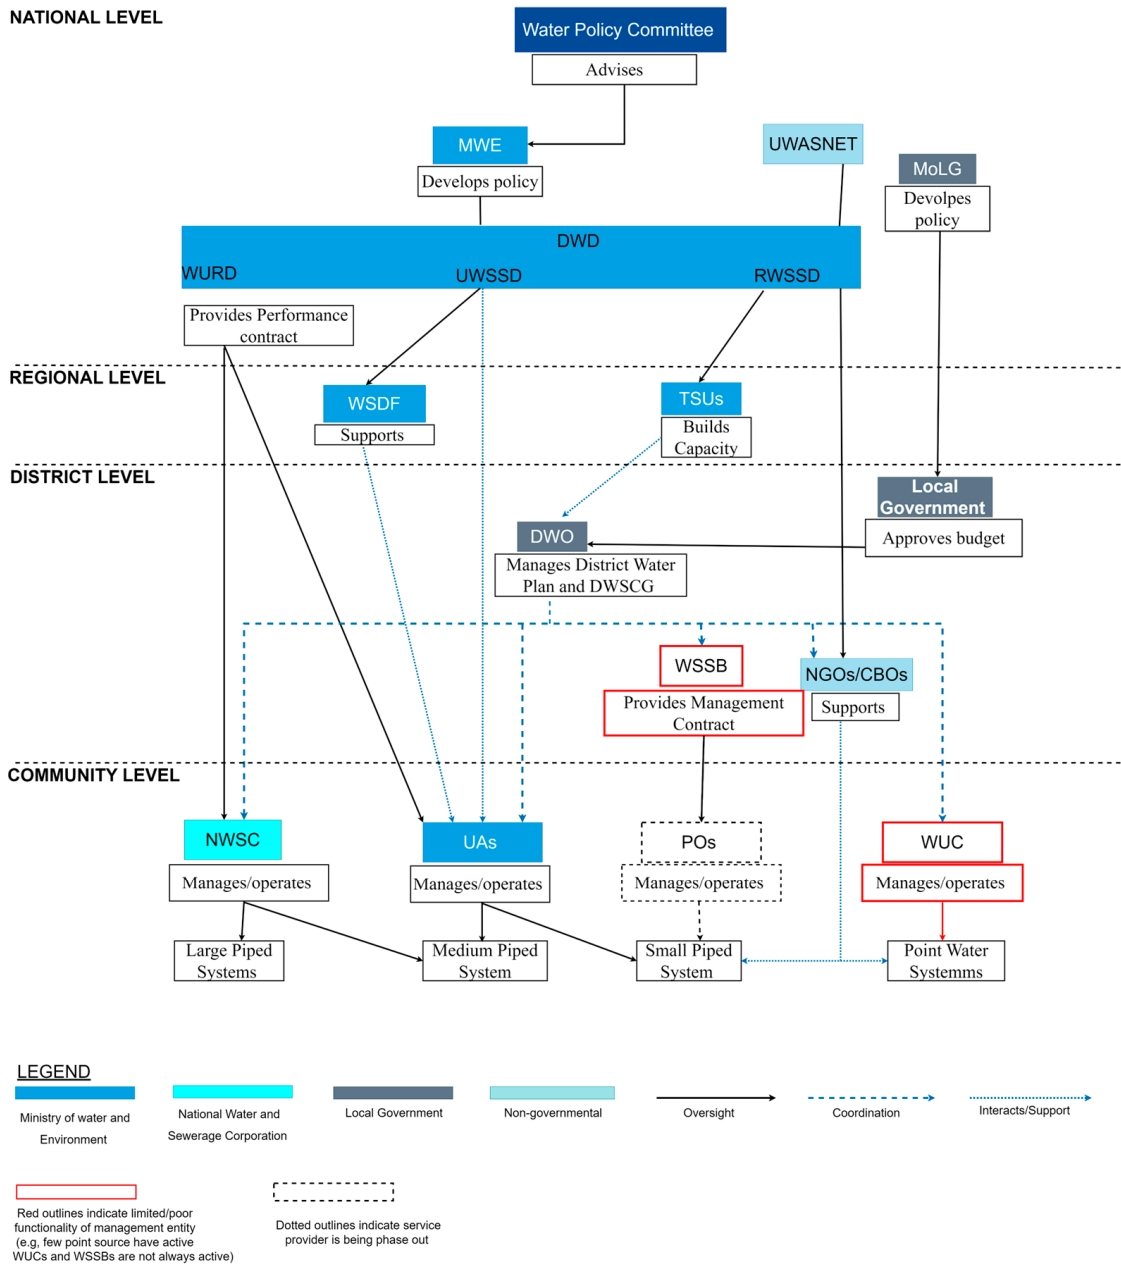 NATIONAL LEVEL
Water Policy Committee
Advises
MWE
Develops policy
UWASNET
MoLG
Devolpes
policy
DWD
WURD
UWSSD
RWSSD
Provides Performance
contract
REGIONAL LEVEL
WSDF
Supports
TSUs
Builds
Capacity
DISTRICT LEVEL
Local
Government
Approves budget
DWO
Manages District Water
Plan and DWSCG
WSSB
Provides Management
Contract
NGOs/CBOs
Supports
COMMUNITY LEVEL
NWSC
Manages/operates
UAs
Manages/operates
POs
Manages/operates
WUC
Manages/operates
Large Piped
Systems
Medium Piped
System
Small Piped
System
Point Water
Systemms
LEGEND
Ministry of water and
Environment
National Water and
Sewerage Corporation
Local Government
Non-governmental
Oversight
Coordination
Interacts/Support
Red outlines indicate limited/poor
functionality of management entity
(e.g, few point source have active
WUCs and WSSBs are not always active)
Dotted outlines indicate service
provider is being phase out